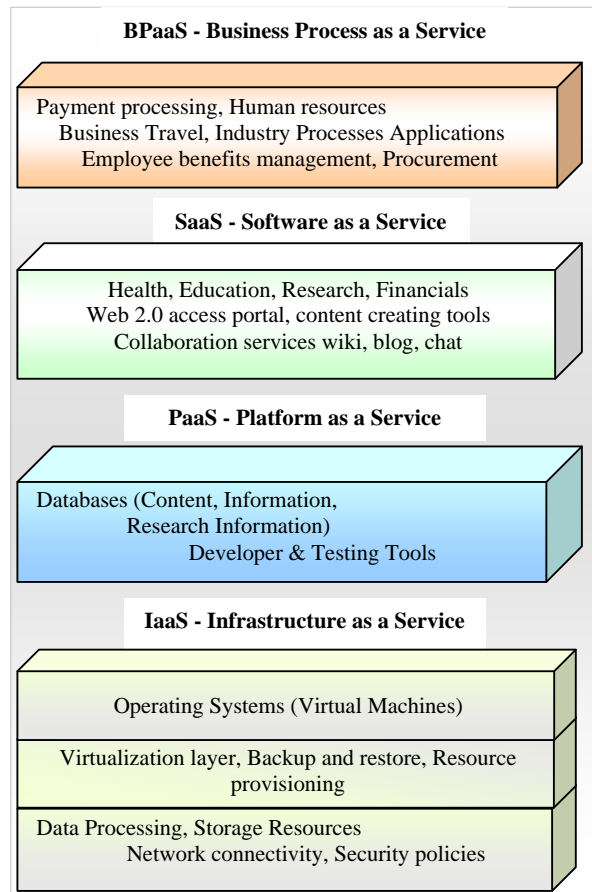 BPaaS - Business Process as a Service
Payment processing, Human resources
Business Travel, Industry Processes Applications
Employee benefits management, Procurement
SaaS - Software as a Service
Health, Education, Research, Financials
Web 2.0 access portal, content creating tools
Collaboration services wiki, blog, chat
PaaS - Platform as a Service
Databases (Content, Information,
Research Information)
Developer & Testing Tools
IaaS - Infrastructure as a Service
Operating Systems (Virtual Machines)
Virtualization layer, Backup and restore, Resource
provisioning
Data Processing, Storage Resources
Network connectivity, Security policies